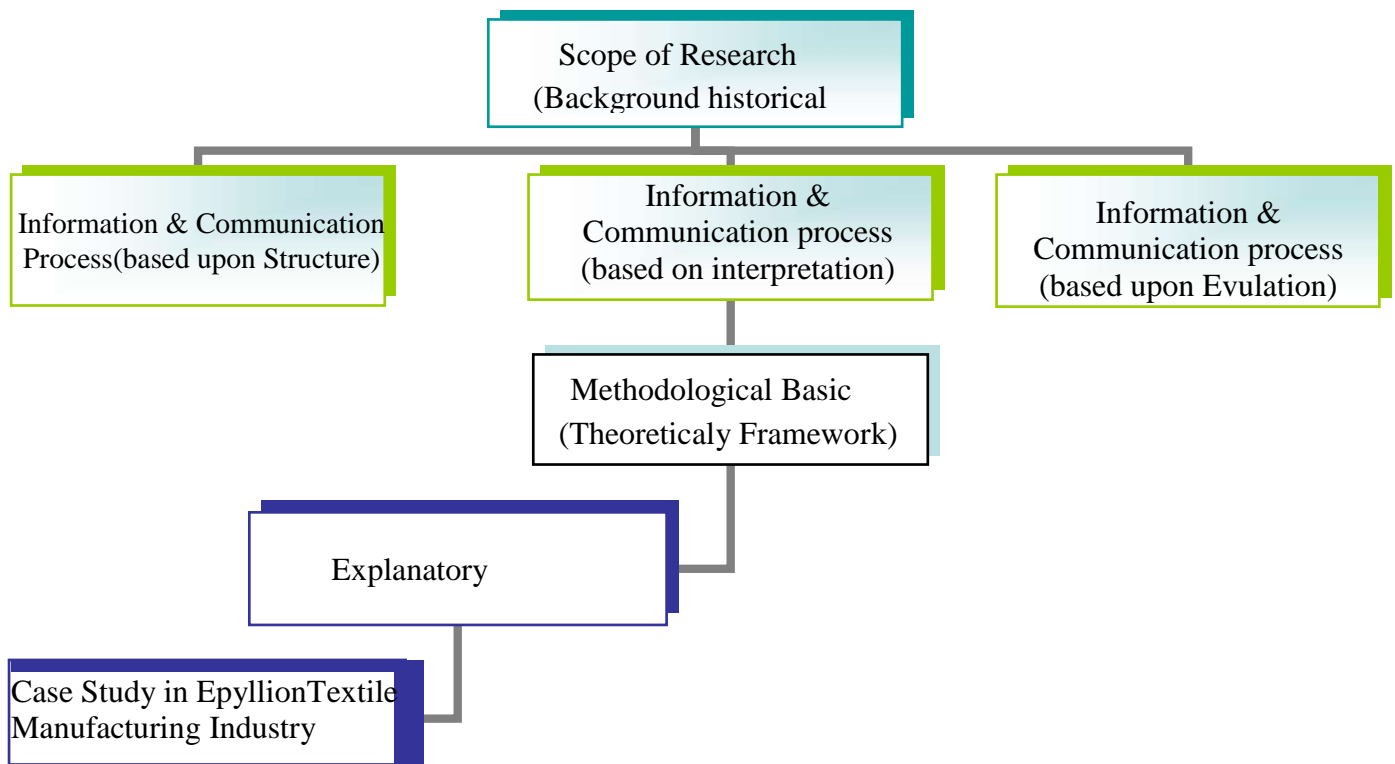 Scope of Research
(Background historical
Information & Communication
Process(based upon Structure)
Information &
Communication process
(based on interpretation)
Information &
Communication process
(based upon Evulation)
Methodological Basic
(Theoreticaly Framework)
Explanatory
Case Study in EpyllionTextile
Manufacturing Industry